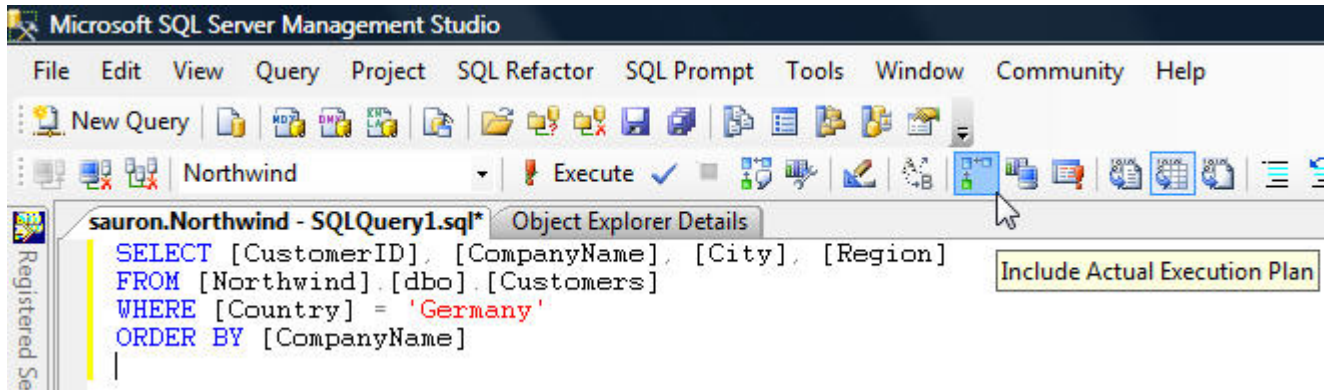 Microsoft SQL Server Management Studio
File Edit View Query Project SQL Refactor SQL Prompt Tools Window Community Help
New Query
Northwind Execute
sauron.Northwind - SQLQuery1.sql* Object Explorer Details
SELECT [CustomerID], [CompanyName], [City], [Region]
FROM [Northwind].[dbo].[Customers]
WHERE [Country] = 'Germany'
ORDER BY [CompanyName]
Include Actual Execution Plan
Registered Se